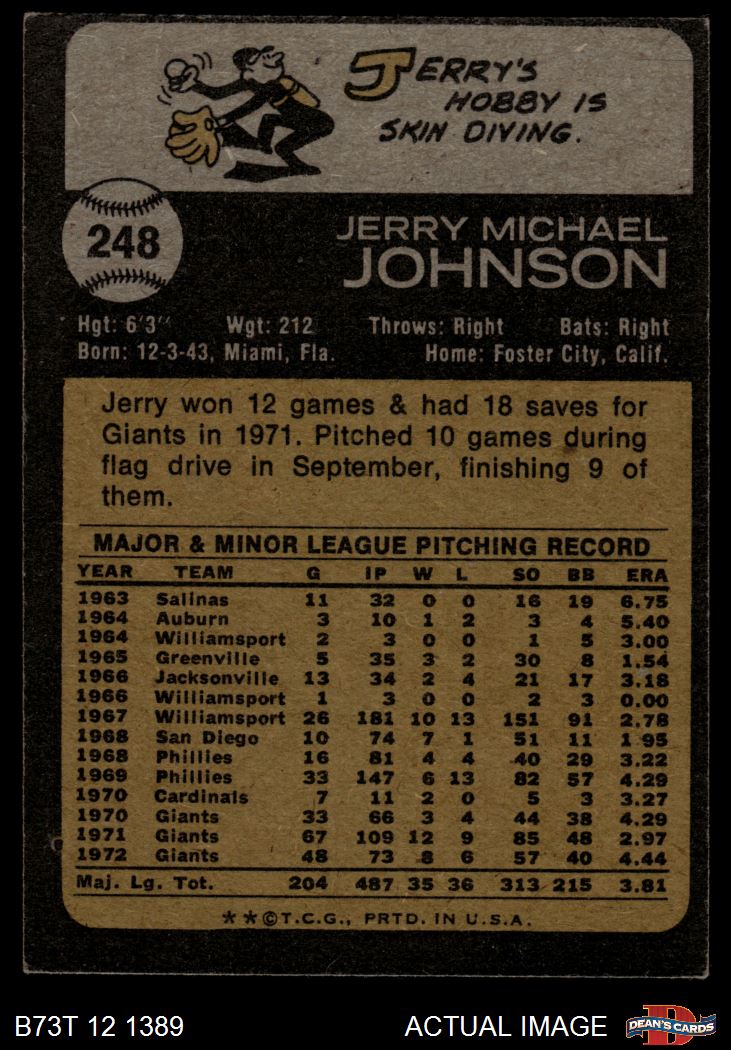 JERRY'S
HOBBY IS
SKIN DIVING.
248
JERRY MICHAEL
JOHNSON
Hgt: 6'3" Wgt: 212 Throws: Right Bats: Right
Born: 12-3-43, Miami, Fla. Home: Foster City, Calif.
Jerry won 12 games & had 18 saves for
Giants in 1971. Pitched 10 games during
flag drive in September, finishing 9 of
them.
MAJOR & MINOR LEAGUE PITCHING RECORD
YEAR TEAM G IP W L SO BB ERA
1963 Salinas 11 32 0 0 16 19 6.75
1964 Auburn 3 10 1 2 3 4 5.40
1964 Williamsport 2 3 0 0 1 5 3.00
1965 Greenville 5 35 3 2 30 8 1.54
1966 Jacksonville 13 34 2 4 21 17 3.18
1966 Williamsport 1 3 0 0 2 3 0.00
1967 Williamsport 26 181 10 13 151 91 2.78
1968 San Diego 10 74 7 1 51 11 1 95
1968 Phillies 16 81 4 4 40 29 3.22
1969 Phillies 33 147 6 13 82 57 4.29
1970 Cardinals 7 11 2 0 5 3 3.27
1970 Giants 33 66 3 4 44 38 4.29
1971 Giants 67 109 12 9 85 48 2.97
1972 Giants 48 73 8 6 57 40 4.44
Maj. Lg. Tot. 204 487 35 36 313 215 3.81
**©T.C.G., PRTD. IN U.S.A.
B73T 12 1389 ACTUAL IMAGE DEAN'S CARDS